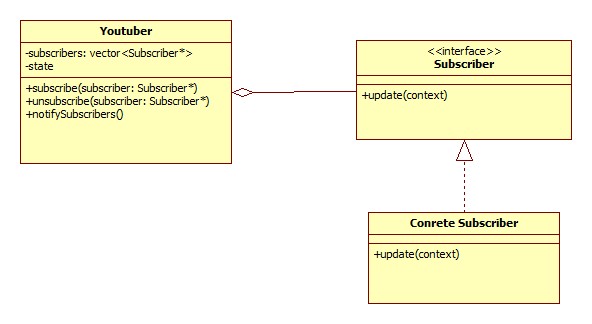 Youtuber
-subscribers: vector<Subscriber*>
-state
+subscribe(subscriber: Subscriber*)
+unsubscribe(subscriber: Subscriber*)
+notifySubscribers()
<<interface>>
Subscriber
+update(context)
Conrete Subscriber
+update(context)